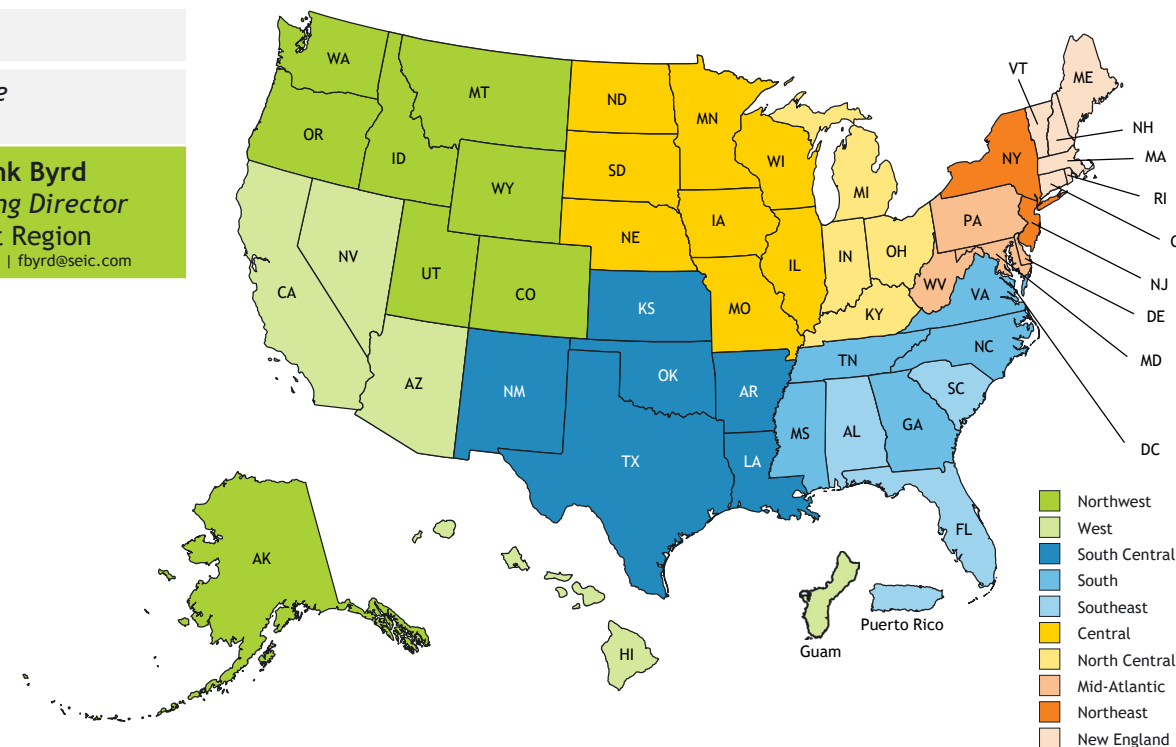 nk Byrd
ng Director
t Region
| fbyrd@seic.com
WA
OR
ID
MT
WY
ND
SD
NE
MN
WI
IA
IL
MO
MI
IN
OH
KY
CA
NV
UT
CO
AZ
NM
KS
OK
TX
AR
LA
TN
MS
AL
GA
FL
SC
NC
VA
WV
PA
NY
VT
ME
NH
MA
RI
NJ
DE
MD
DC
AK
HI
Guam
Puerto Rico
Northwest
West
South Central
South
Southeast
Central
North Central
Mid-Atlantic
Northeast
New England